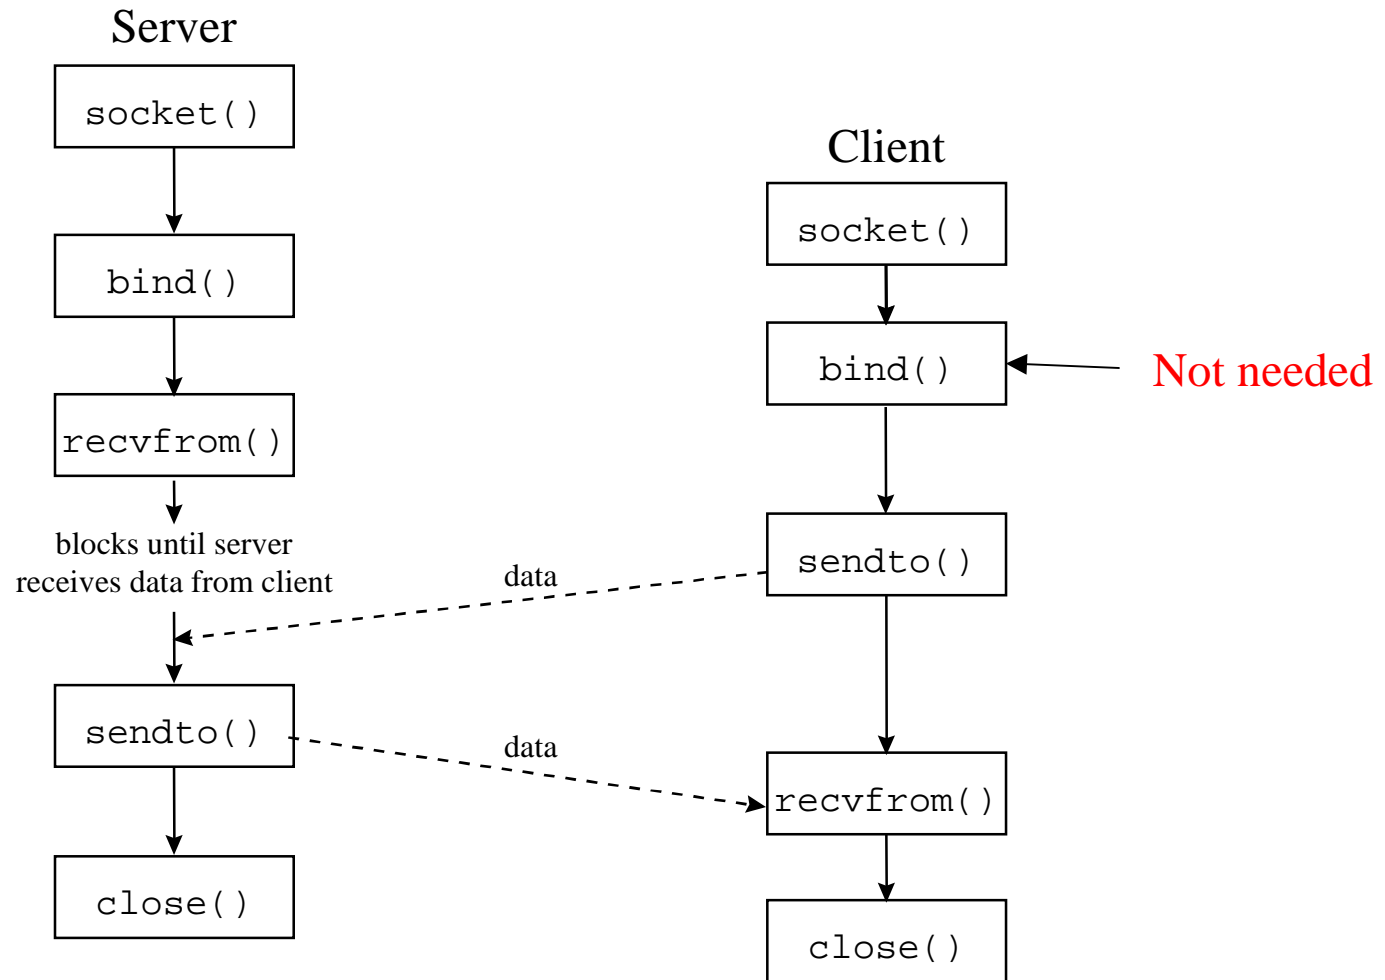 Server
socket()
bind()
recvfrom()
blocks until server
receives data from client
sendto()
close()
data
data
Client
socket()
bind()
Not needed
sendto()
recvfrom()
close()